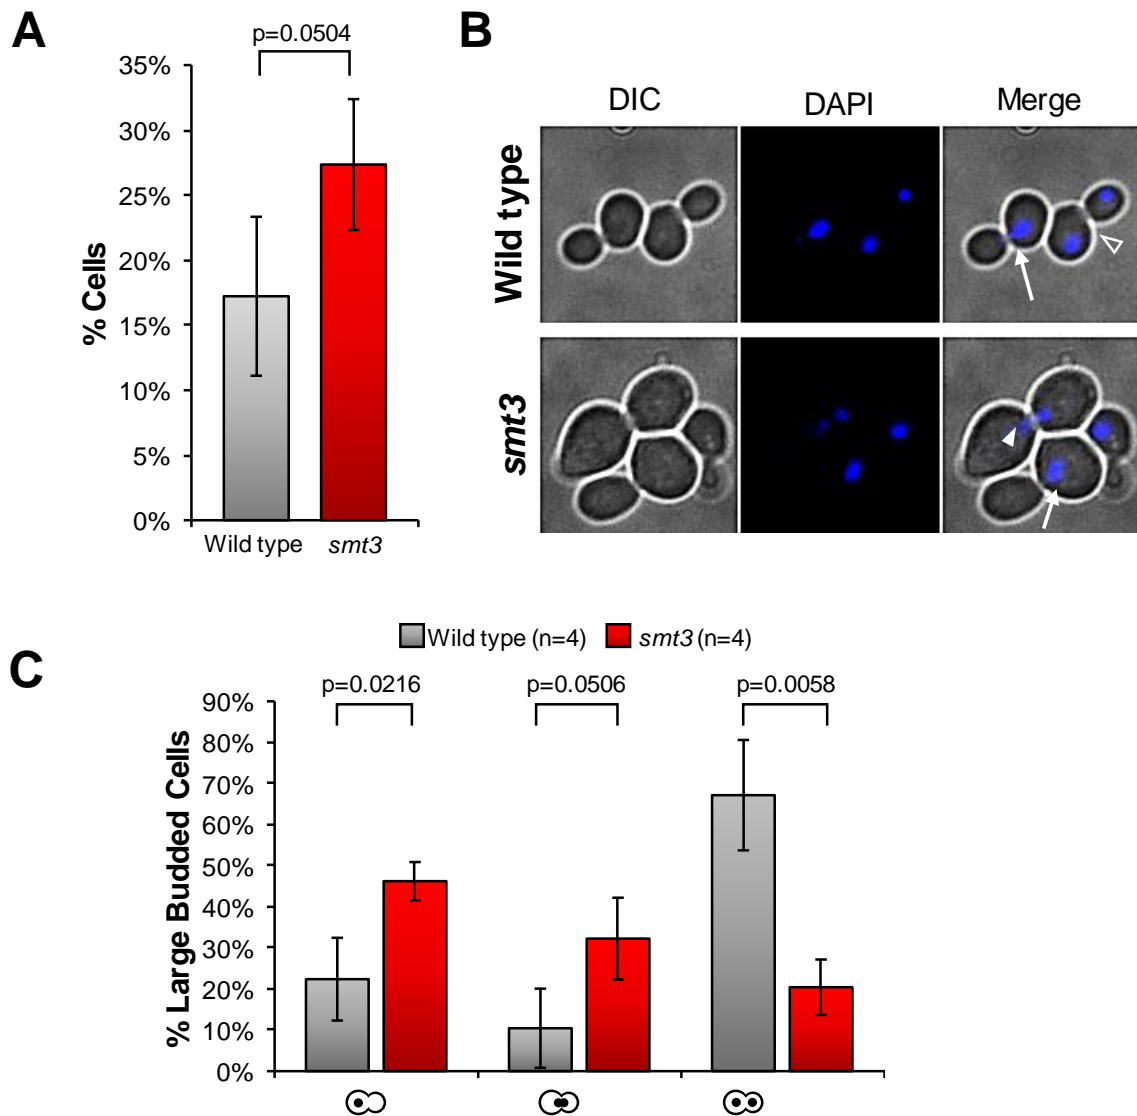 A
p=0.0504
35%
30%
25%
20%
15%
10%
5%
0%
% Cells
Wild type
smt3
B
DIC
DAPI
Merge
Wild type
smt3
Wild type (n=4)
smt3 (n=4)
C
p=0.0216
p=0.0506
p=0.0058
90%
80%
70%
60%
50%
40%
30%
20%
10%
0%
% Large Budded Cells